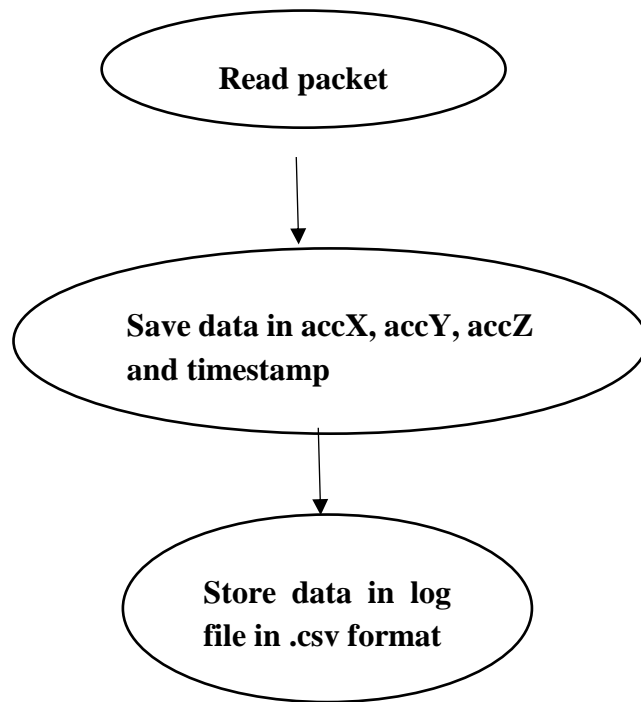 Read packet
Save data in accX, accY, accZ
and timestamp
Store data in log
file in .csv format